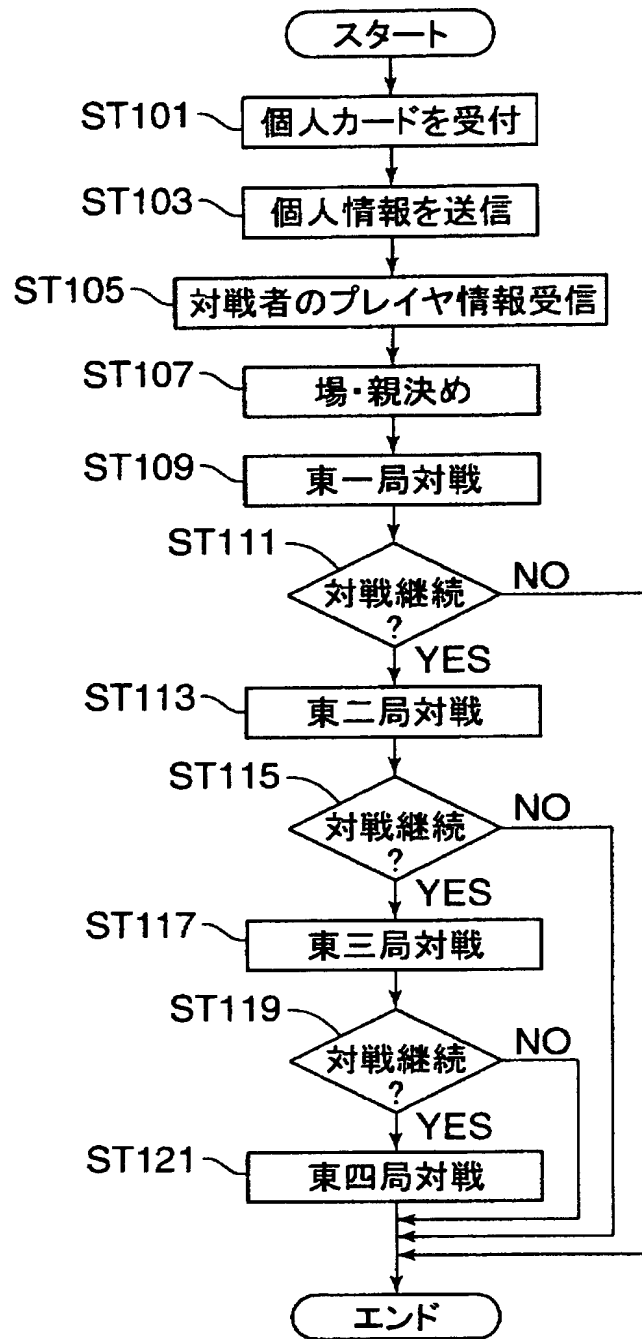 スタート
ST101
個人カードを受付
ST103
個人情報を送信
ST105
対戦者のプレイヤ情報受信
ST107
場・親決め
ST109
東一局対戦
ST111
対戦継続
?
NO
YES
ST113
東二局対戦
ST115
対戦継続
?
NO
YES
ST117
東三局対戦
ST119
対戦継続
?
NO
YES
ST121
東四局対戦
エンド